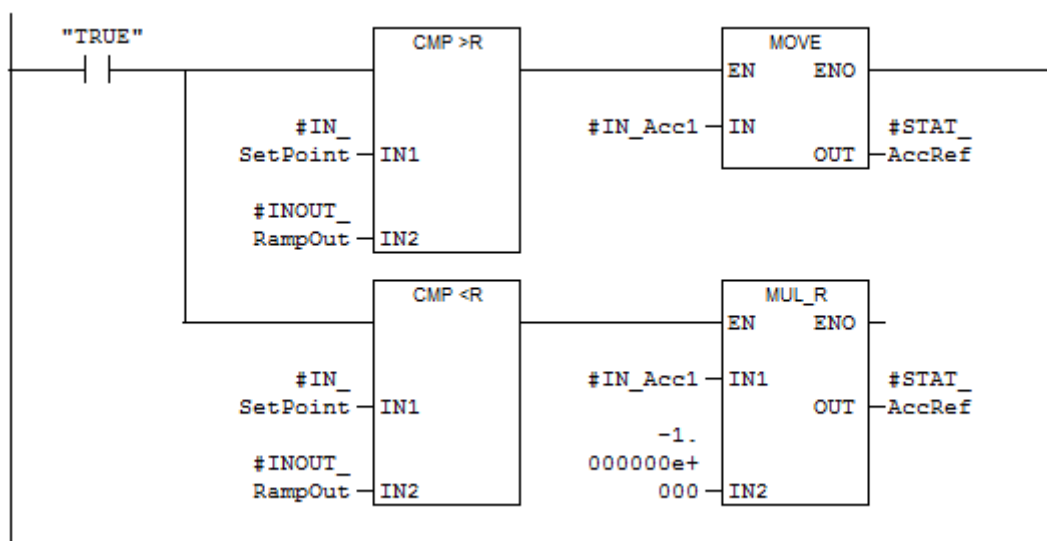 "TRUE"
CMP >R
MOVE
EN ENO
#IN_
SetPoint IN1
#IN_Acc1 IN
#STAT_
OUT AccRef
#INOUT_
RampOut IN2
CMP <R
MUL_R
EN ENO
#IN_
SetPoint IN1
#IN_Acc1 IN1
#STAT_
OUT AccRef
-1.
000000e+
000 IN2
#INOUT_
RampOut IN2